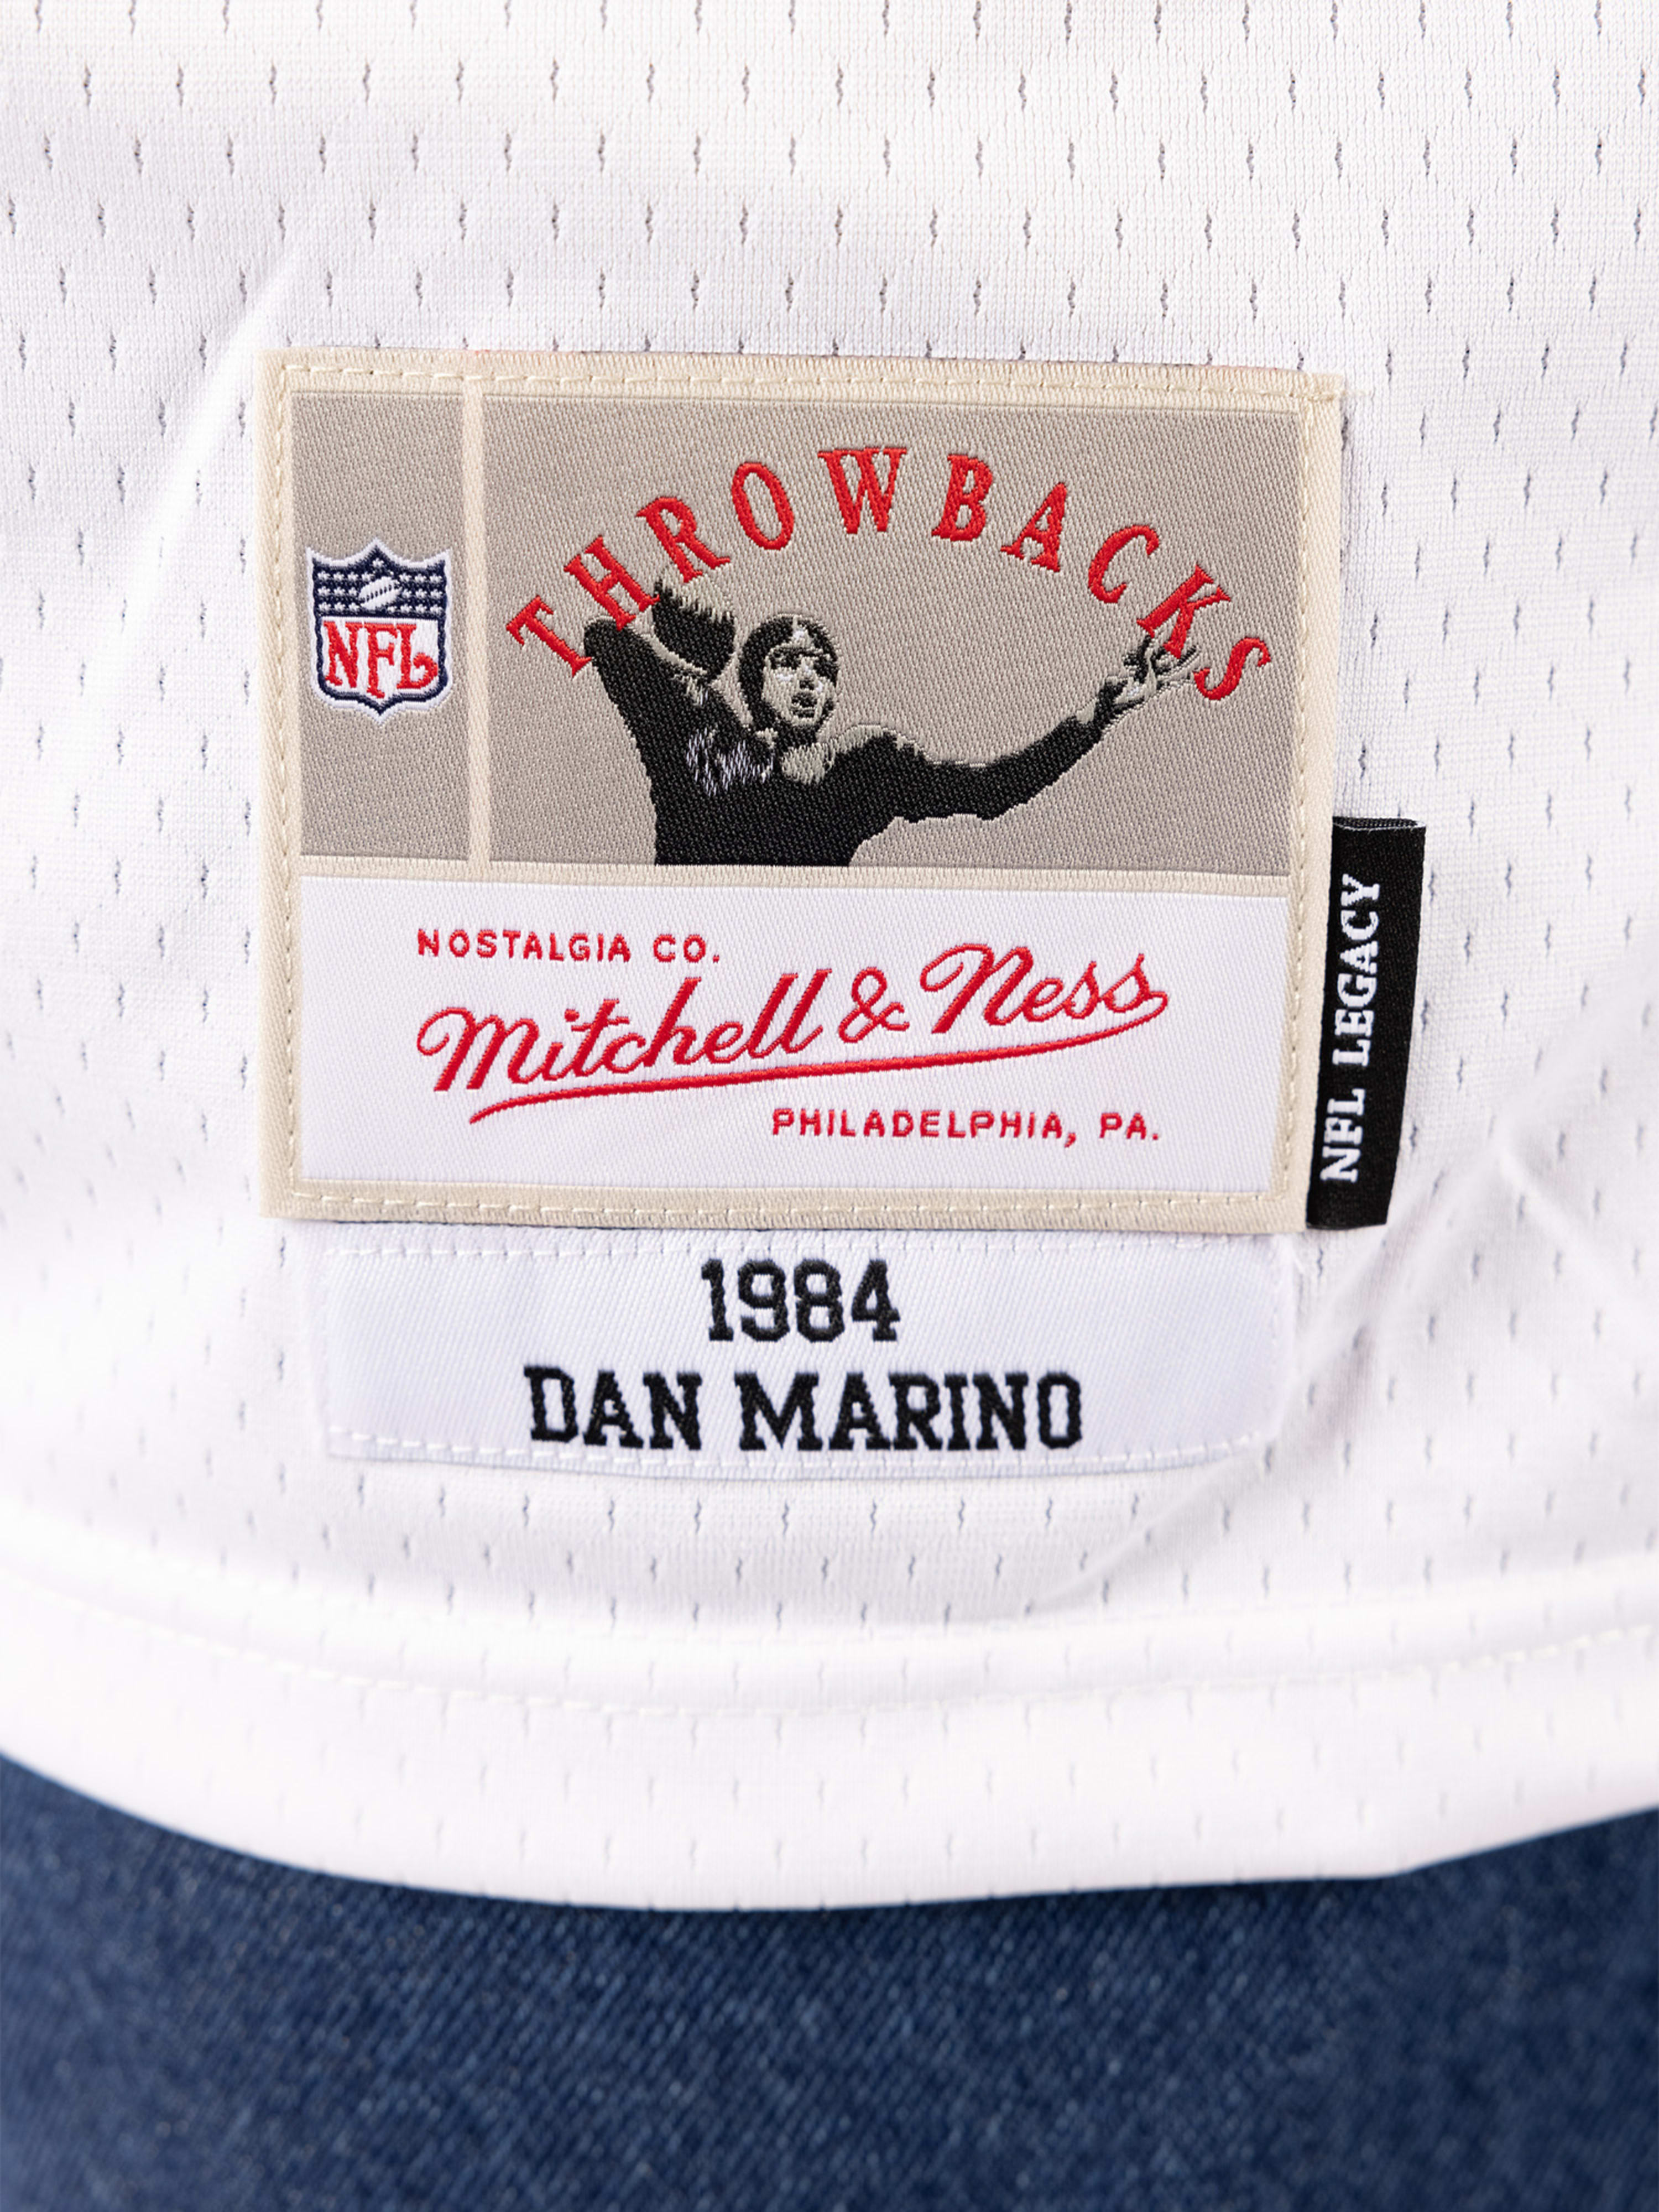 THROWBACKS
NFL
NOSTALGIA CO.
Mitchell & Ness
PHILADELPHIA, PA.
NFL LEGACY
1984
DAN MARINO